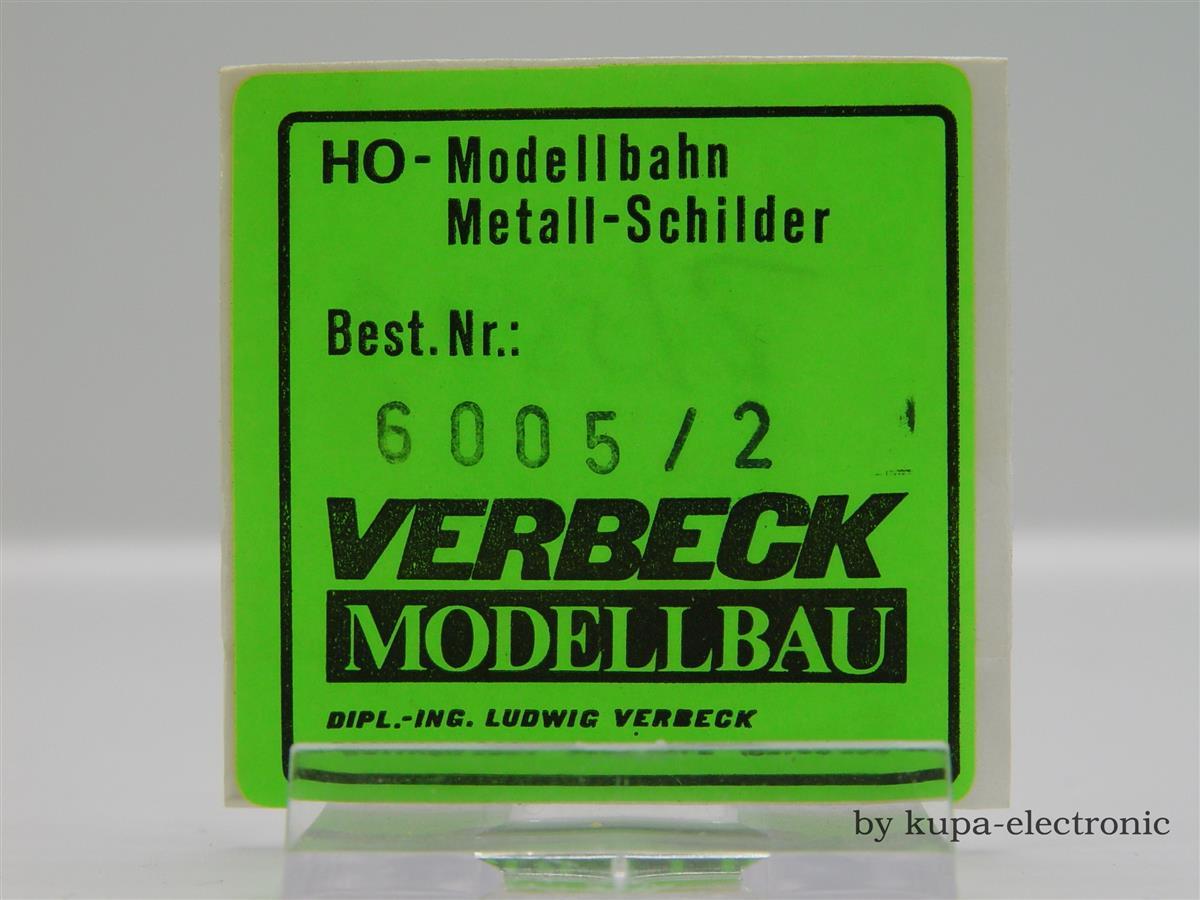 HO-Modellbahn
Metall-Schilder
Best. Nr.:
6005/2
VERBECK
MODELLBAU
DIPL.-ING. LUDWIG VERBECK
by kupa-electronic